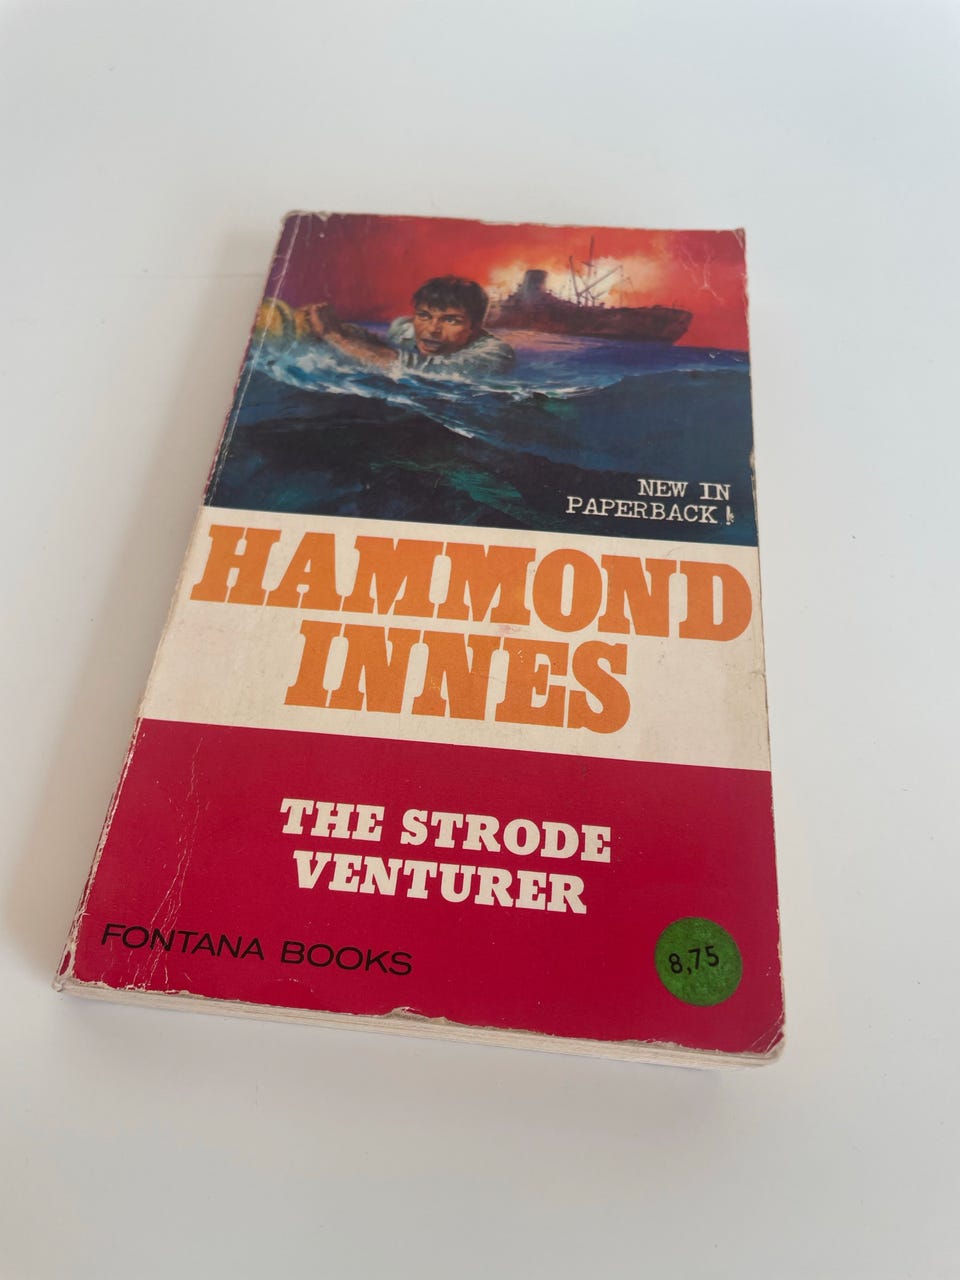 NEW IN
PAPERBACK!
HAMMOND
INNES
THE STRODE
VENTURER
FONTANA BOOKS
8,75